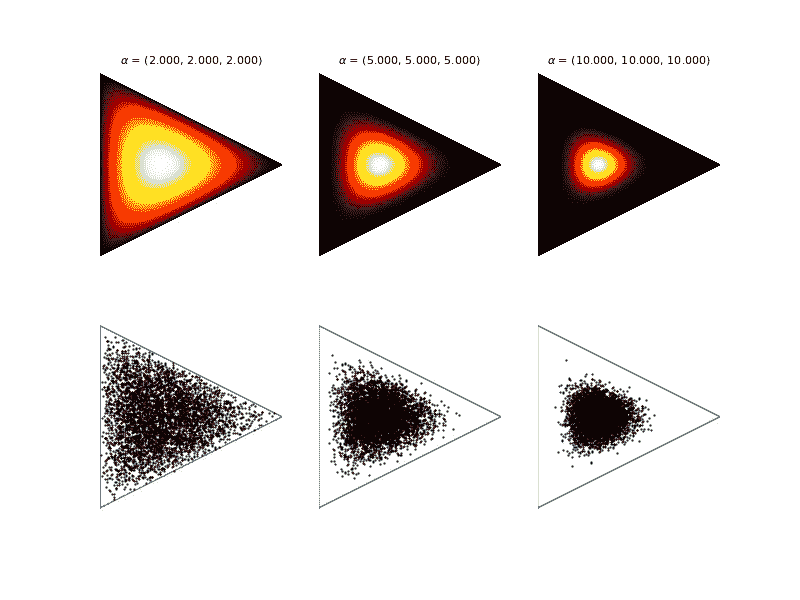 α = (2.000, 2.000, 2.000)
α = (5.000, 5.000, 5.000)
α = (10.000, 10.000, 10.000)